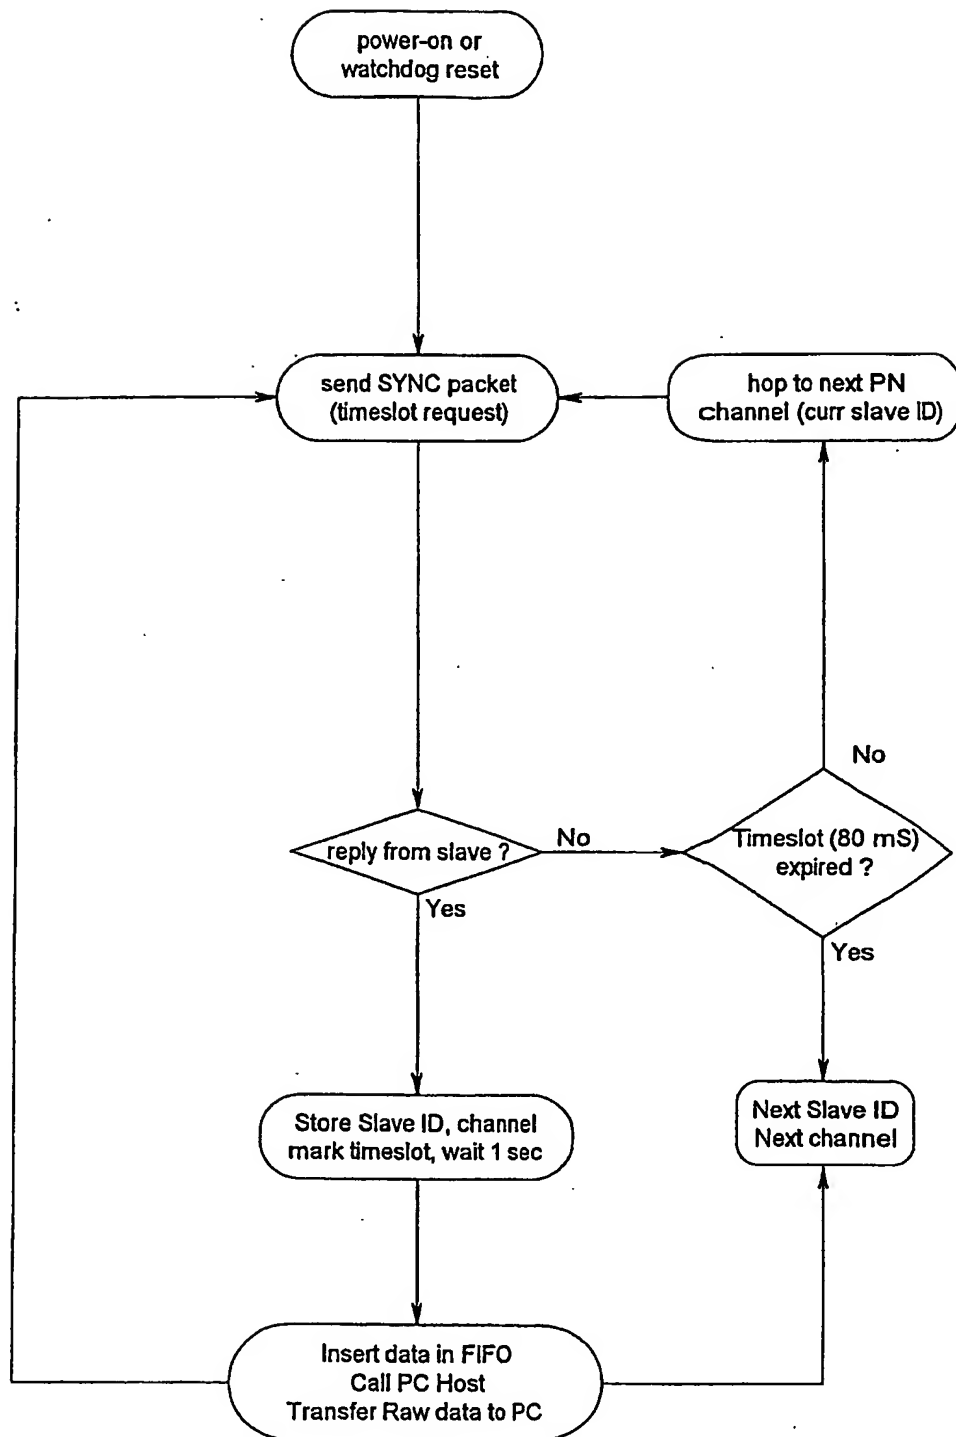 power-on or
watchdog reset
send SYNC packet
(timeslot request)
hop to next PN
channel (curr slave ID)
No
reply from slave ?
No
Timeslot (80 mS)
expired ?
Yes
Yes
Store Slave ID, channel
mark timeslot, wait 1 sec
Next Slave ID
Next channel
Insert data in FIFO
Call PC Host
Transfer Raw data to PC